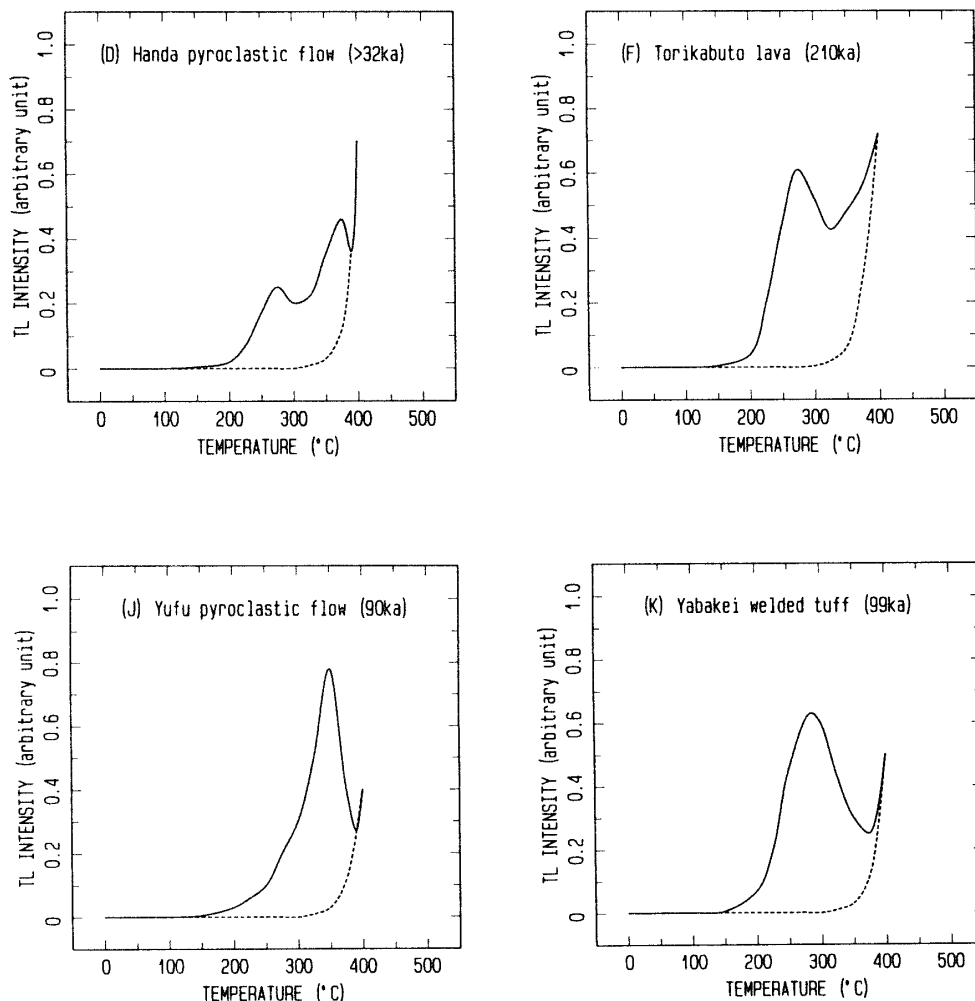 (D) Handa pyroclastic flow (>32ka)
TL INTENSITY (arbitrary unit)
1.0
0.8
0.6
0.4
0.2
0
0 100 200 300 400 500
TEMPERATURE (°C)
(F) Torikabuto lava (210ka)
TL INTENSITY (arbitrary unit)
1.0
0.8
0.6
0.4
0.2
0
0 100 200 300 400 500
TEMPERATURE (°C)
(J) Yufu pyroclastic flow (90ka)
TL INTENSITY (arbitrary unit)
1.0
0.8
0.6
0.4
0.2
0
0 100 200 300 400 500
TEMPERATURE (°C)
(K) Yabakei welded tuff (99ka)
TL INTENSITY (arbitrary unit)
1.0
0.8
0.6
0.4
0.2
0
0 100 200 300 400 500
TEMPERATURE (°C)